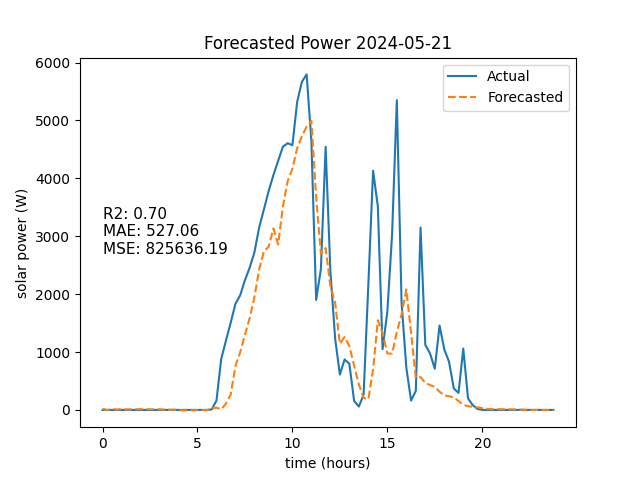 Forecasted Power 2024-05-21
Actual
Forecasted
R2: 0.70
MAE: 527.06
MSE: 825636.19
solar power (W)
6000
5000
4000
3000
2000
1000
0
0 5 10 15 20
time (hours)